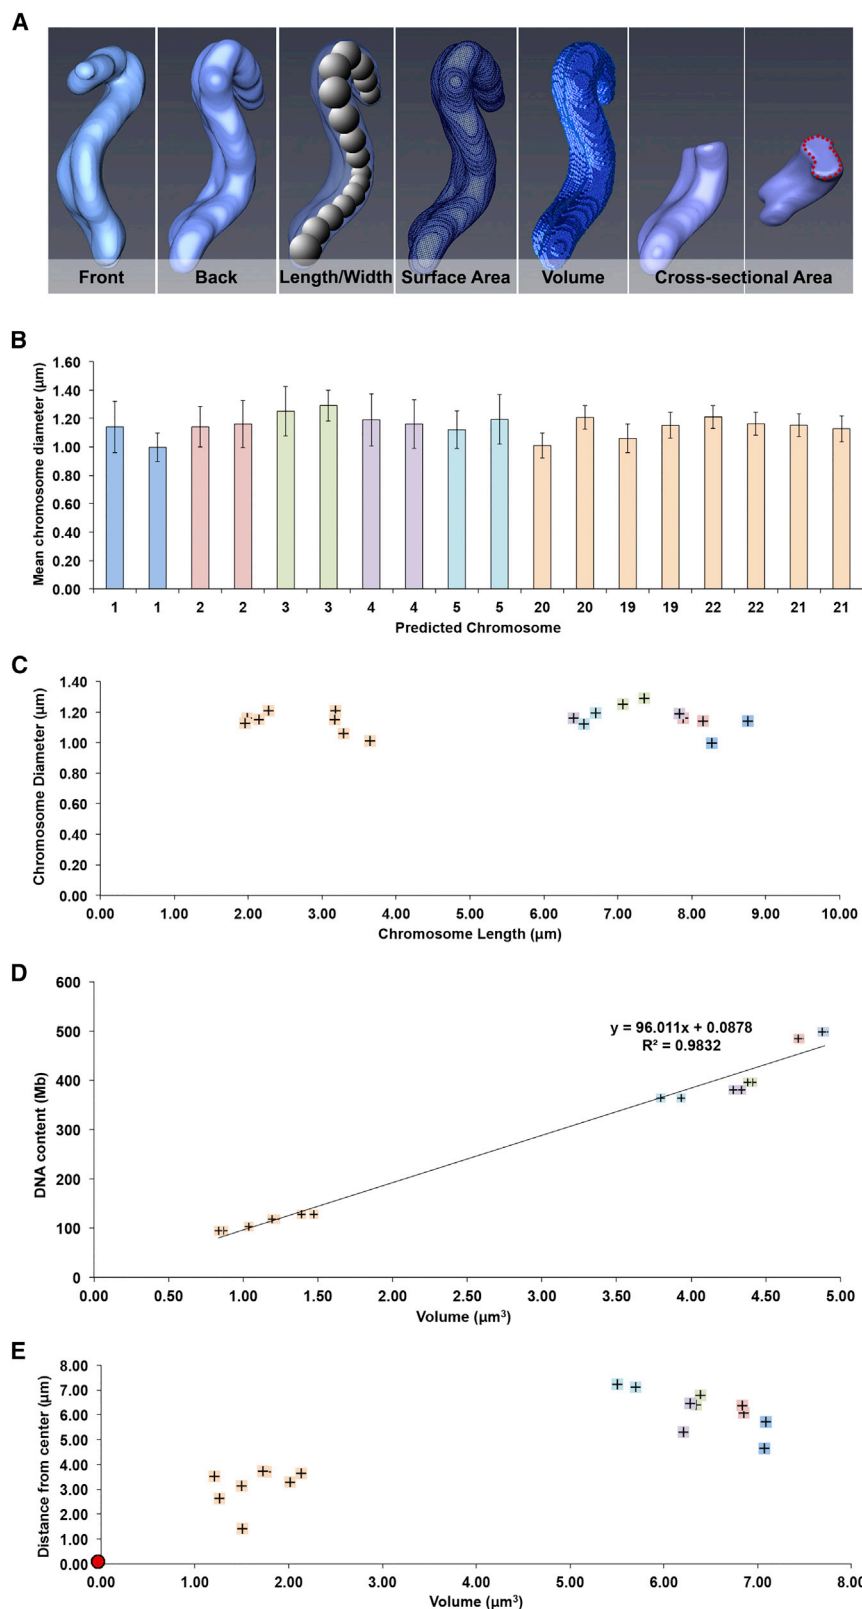 A
Front Back Length/Width Surface Area Volume Cross-sectional Area
B
Mean chromosome diameter (µm)
1.60
1.40
1.20
1.00
0.80
0.60
0.40
0.20
0.00
1 1 2 2 3 3 4 4 5 5 20 20 19 19 22 22 21 21
Predicted Chromosome
C
Chromosome Diameter (µm)
1.40
1.20
1.00
0.80
0.60
0.40
0.20
0.00
0.00 1.00 2.00 3.00 4.00 5.00 6.00 7.00 8.00 9.00 10.00
Chromosome Length (µm)
D
DNA content (Mb)
600
500
400
300
200
100
0
y = 96.011x + 0.0878
R² = 0.9832
0.00 0.50 1.00 1.50 2.00 2.50 3.00 3.50 4.00 4.50 5.00
Volume (µm³)
E
Distance from center (µm)
8.00
7.00
6.00
5.00
4.00
3.00
2.00
1.00
0.00
0.00 1.00 2.00 3.00 4.00 5.00 6.00 7.00 8.00
Volume (µm³)